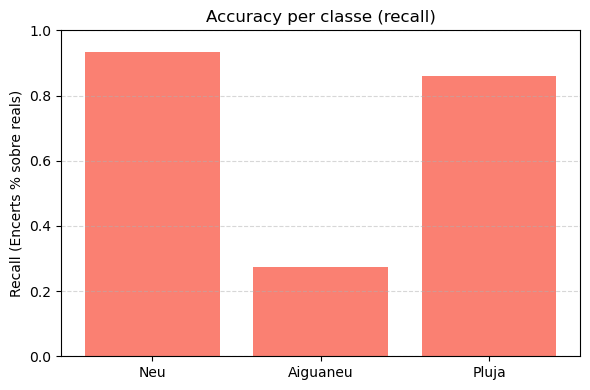 Accuracy per classe (recall)
Recall (Encerts % sobre reals)
1.0
0.8
0.6
0.4
0.2
0.0
Neu
Aiguaneu
Pluja